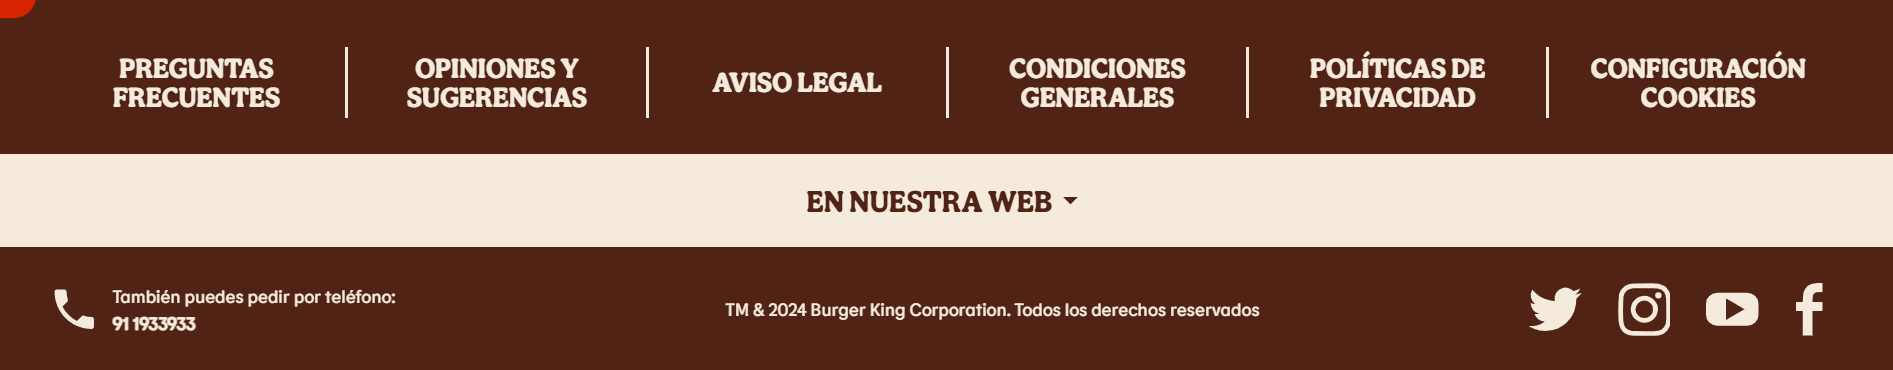 PREGUNTAS
FRECUENTES
OPINIONES Y
SUGERENCIAS
AVISO LEGAL
CONDICIONES
GENERALES
POLÍTICAS DE
PRIVACIDAD
CONFIGURACIÓN
COOKIES
EN NUESTRA WEB
También puedes pedir por teléfono:
91 1933933
TM & 2024 Burger King Corporation. Todos los derechos reservados